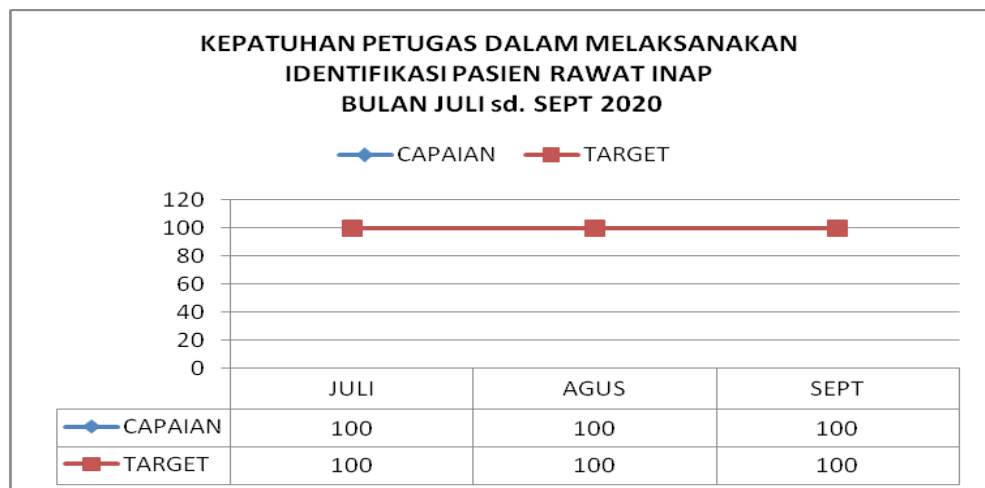 KEPATUHAN PETUGAS DALAM MELAKSANAKAN
IDENTIFIKASI PASIEN RAWAT INAP
BULAN JULI sd. SEPT 2020
CAPAIAN TARGET
120
100
80
60
40
20
0
JULI AGUS SEPT
CAPAIAN 100 100 100
TARGET 100 100 100